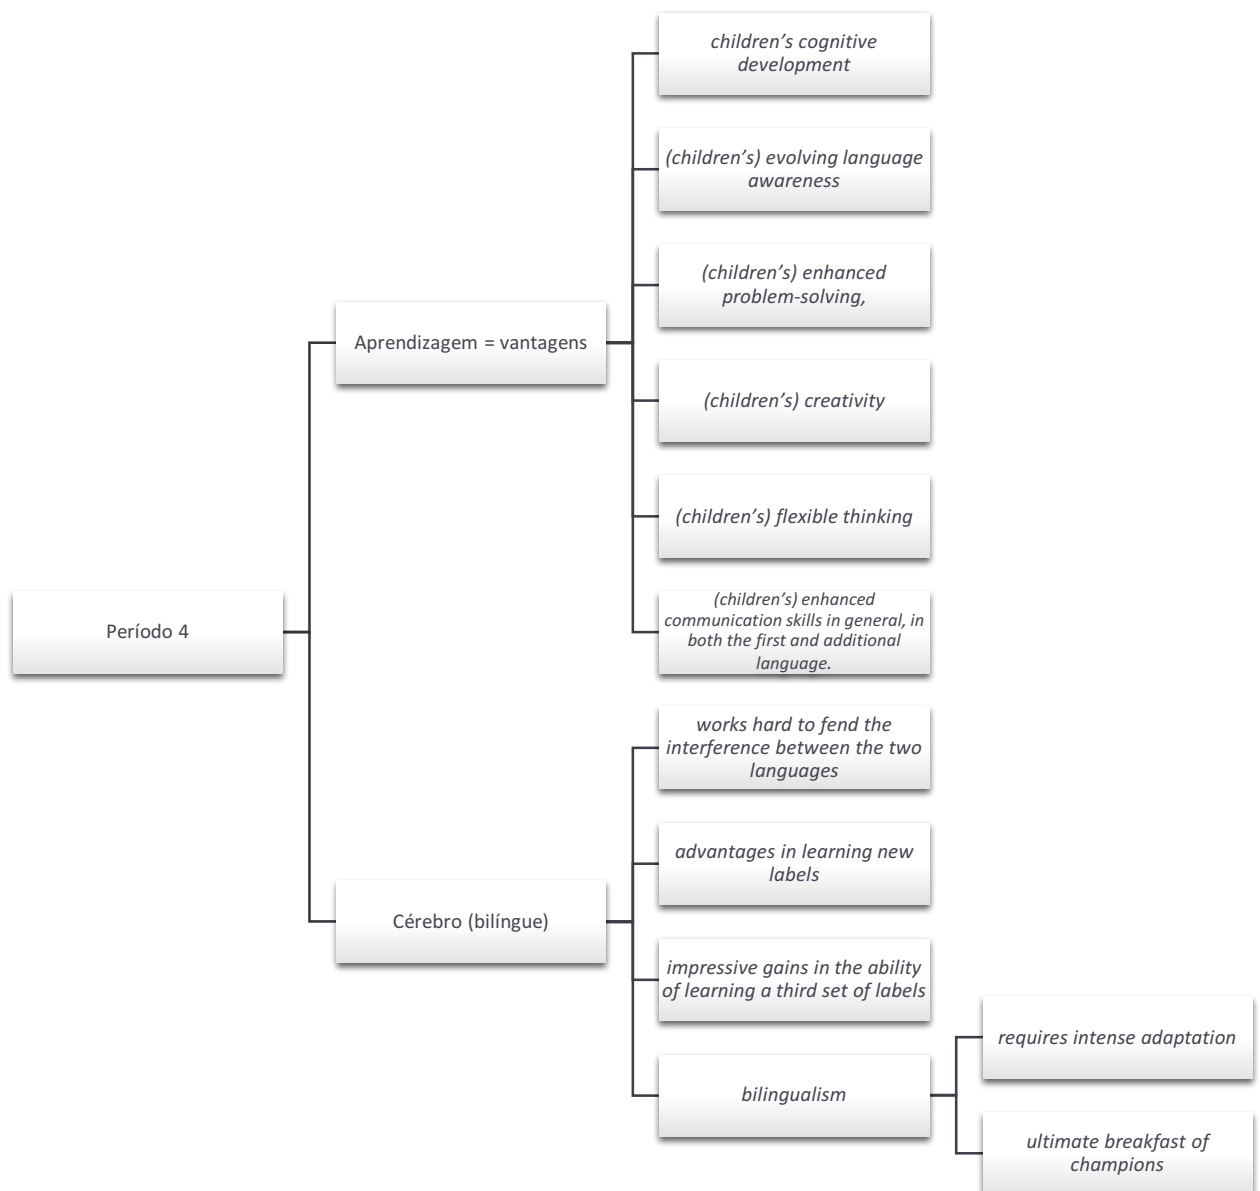 children's cognitive
development
(children's) evolving language
awareness
(children's) enhanced
problem-solving,
(children's) creativity
(children's) flexible thinking
(children's) enhanced
communication skills in general, in
both the first and additional
language.
Aprendizagem = vantagens
Período 4
Cérebro (bilíngue)
works hard to fend the
interference between the two
languages
advantages in learning new
labels
impressive gains in the ability
of learning a third set of labels
bilingualism
requires intense adaptation
ultimate breakfast of
champions